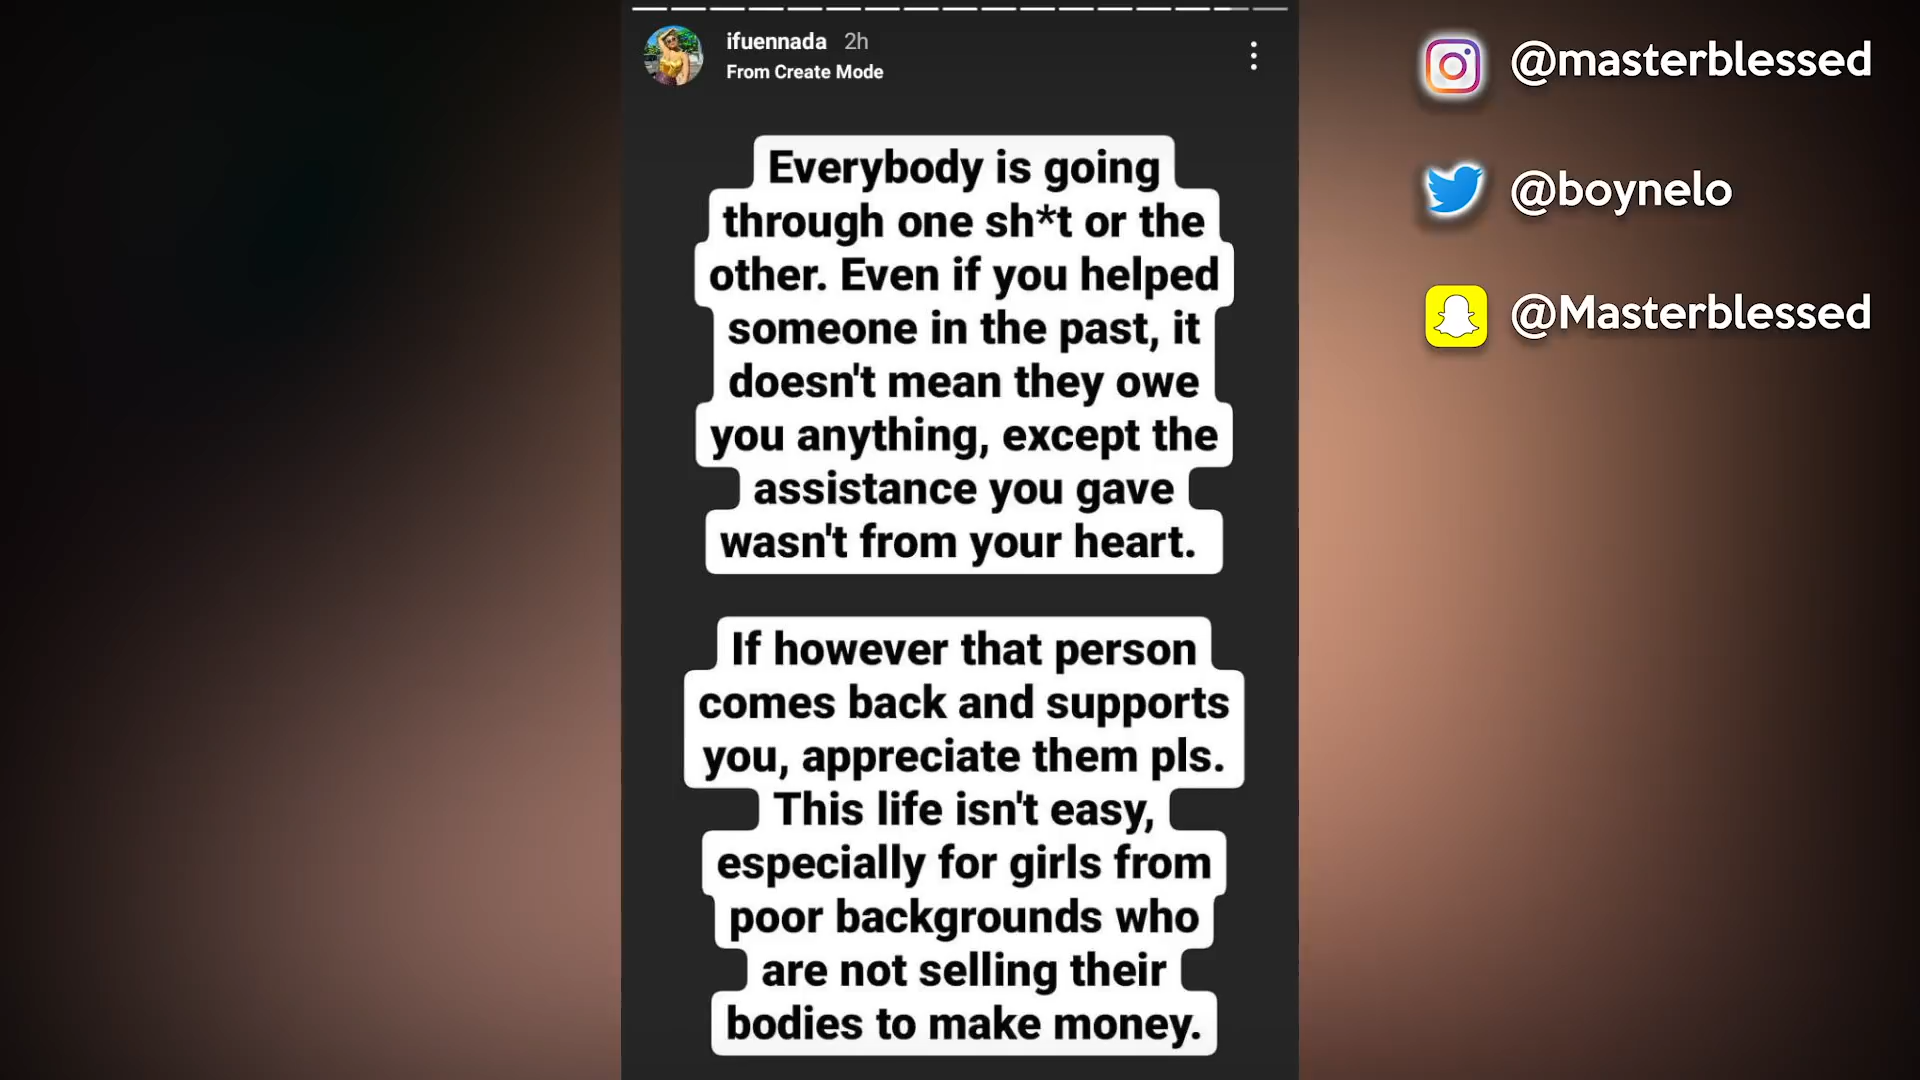 ifuennada 2h
From Create Mode
Everybody is going
through one sh*t or the
other. Even if you helped
someone in the past, it
doesn't mean they owe
you anything, except the
assistance you gave
wasn't from your heart.
If however that person
comes back and supports
you, appreciate them pls.
This life isn't easy,
especially for girls from
poor backgrounds who
are not selling their
bodies to make money.
@masterblessed
@boynelo
@Masterblessed